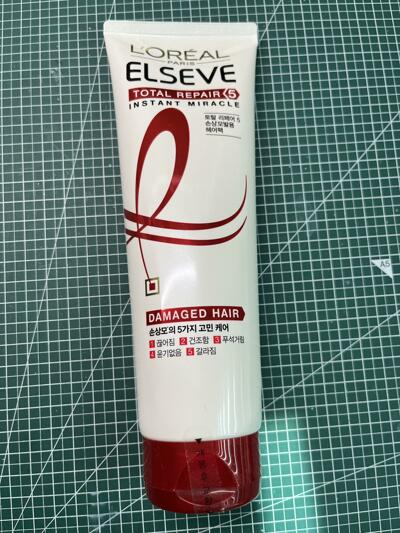 L'ORÉAL
PARIS
ELSEVE
TOTAL REPAIR 5
INSTANT MIRACLE
토탈 리페어 5
손상모발용
헤어팩
DAMAGED HAIR
손상모의 5가지 고민 케어
1 끊어짐 2 건조함 3 푸석거림
4 윤기없음 5 갈라짐
A5